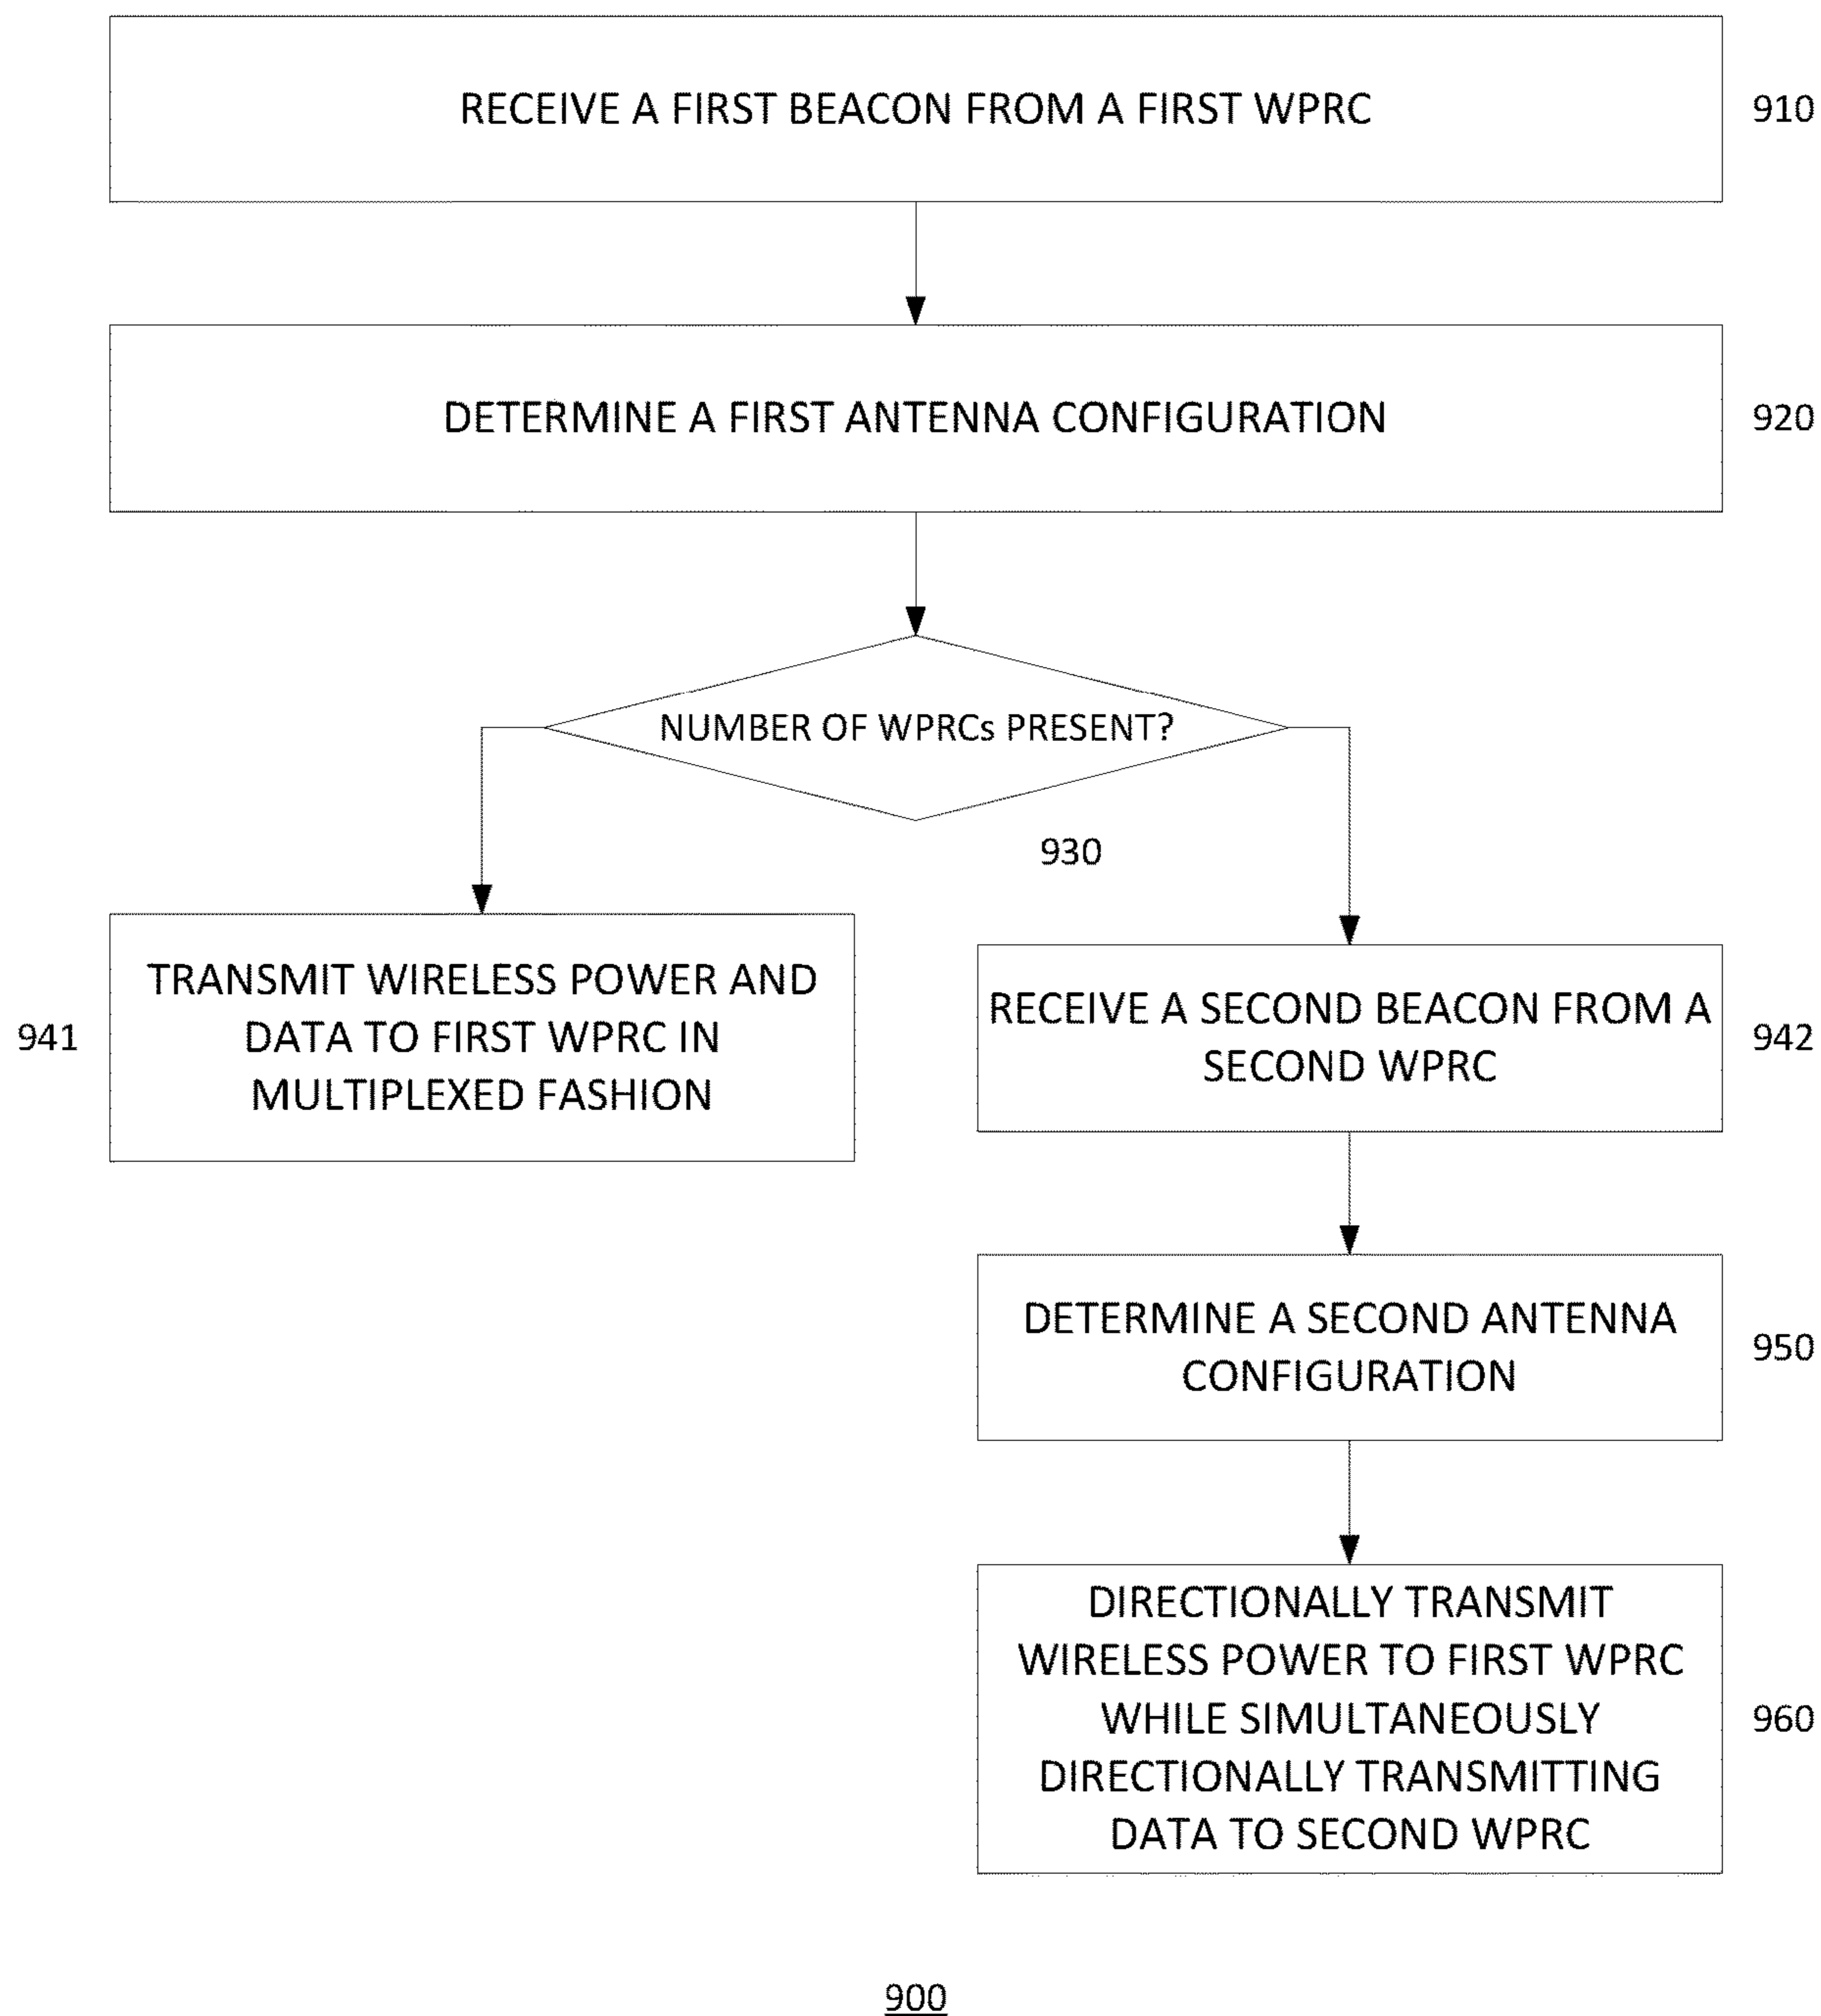 RECEIVE A FIRST BEACON FROM A FIRST WPRC
910
DETERMINE A FIRST ANTENNA CONFIGURATION
920
NUMBER OF WPRCs PRESENT?
930
TRANSMIT WIRELESS POWER AND
DATA TO FIRST WPRC IN
MULTIPLEXED FASHION
941
RECEIVE A SECOND BEACON FROM A
SECOND WPRC
942
DETERMINE A SECOND ANTENNA
CONFIGURATION
950
DIRECTIONALLY TRANSMIT
WIRELESS POWER TO FIRST WPRC
WHILE SIMULTANEOUSLY
DIRECTIONALLY TRANSMITTING
DATA TO SECOND WPRC
960
900